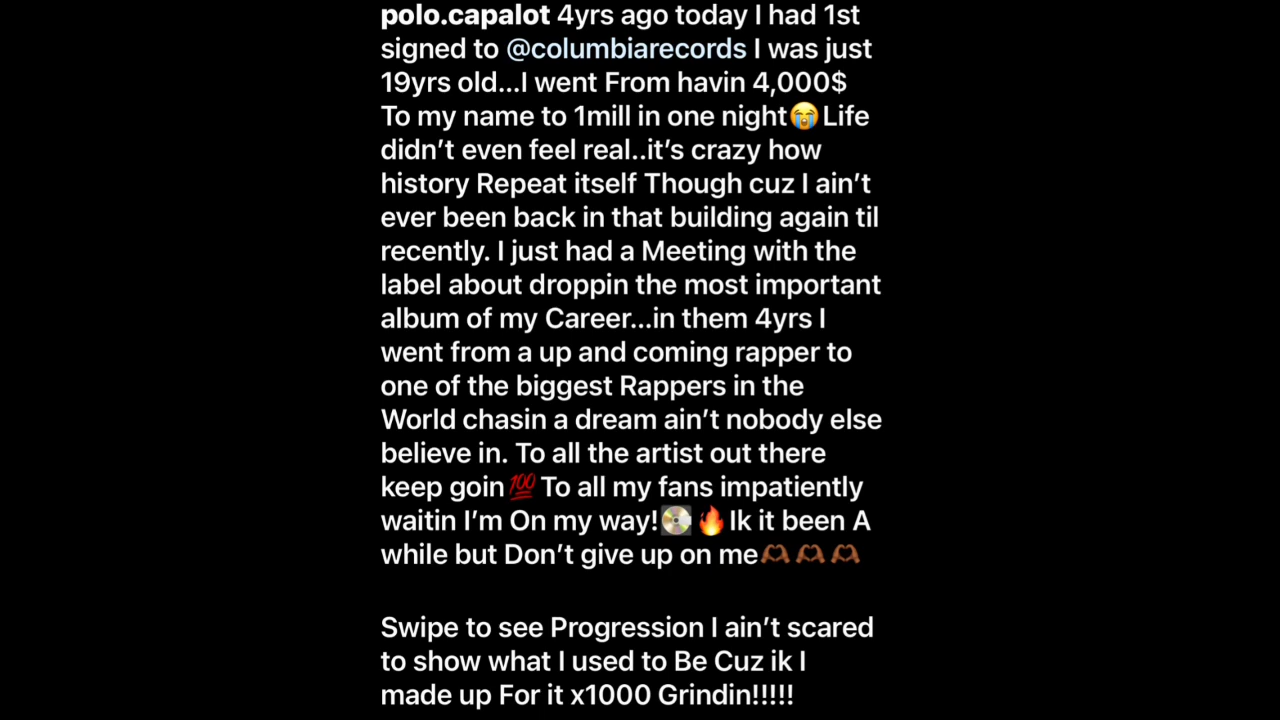 polo.capalot 4yrs ago today I had 1st
signed to @columbiarecords I was just
19yrs old...I went From havin 4,000$
To my name to 1mill in one night😭Life
didn’t even feel real..it’s crazy how
history Repeat itself Though cuz I ain’t
ever been back in that building again til
recently. I just had a Meeting with the
label about droppin the most important
album of my Career...in them 4yrs I
went from a up and coming rapper to
one of the biggest Rappers in the
World chasin a dream ain’t nobody else
believe in. To all the artist out there
keep goin💯To all my fans impatiently
waitin I’m On my way!💽🔥Ik it been A
while but Don’t give up on me🫶🏾🫶🏾🫶🏾
Swipe to see Progression I ain’t scared
to show what I used to Be Cuz ik I
made up For it x1000 Grindin!!!!!